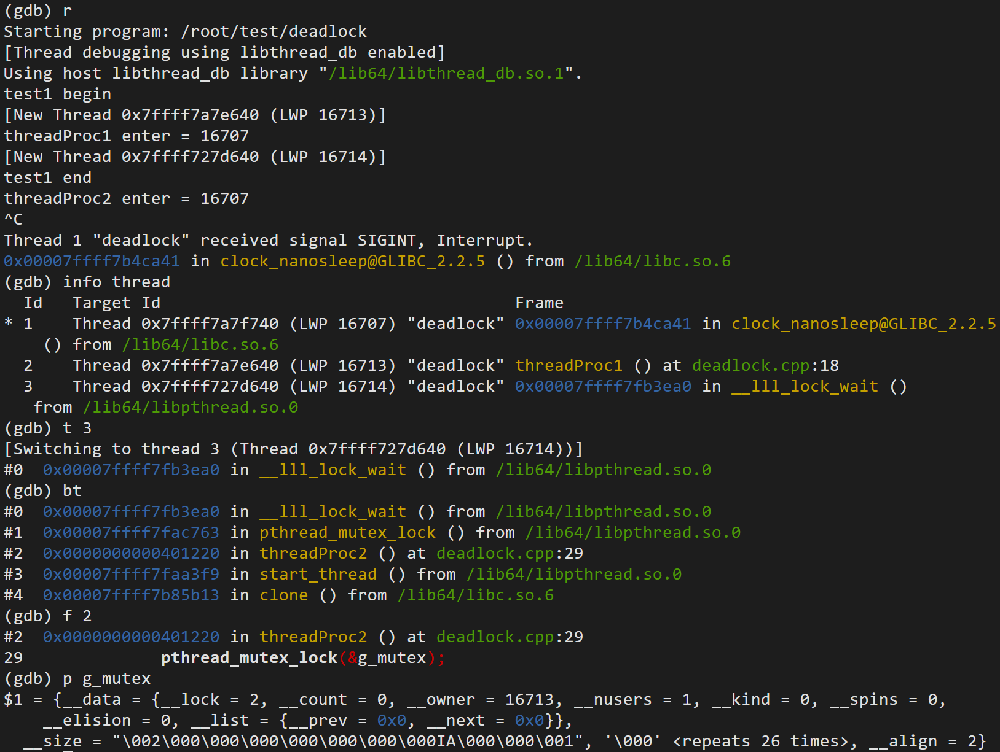 (gdb) r
Starting program: /root/test/deadlock
[Thread debugging using libthread_db enabled]
Using host libthread_db library "/lib64/libthread_db.so.1".
test1 begin
[New Thread 0x7ffff7a7e640 (LWP 16713)]
threadProc1 enter = 16707
[New Thread 0x7ffff727d640 (LWP 16714)]
test1 end
threadProc2 enter = 16707
^C
Thread 1 "deadlock" received signal SIGINT, Interrupt.
0x00007ffff7b4ca41 in clock_nanosleep@GLIBC_2.2.5 () from /lib64/libc.so.6
(gdb) info thread
  Id   Target Id                                    Frame
* 1    Thread 0x7ffff7a7f740 (LWP 16707) "deadlock" 0x00007ffff7b4ca41 in clock_nanosleep@GLIBC_2.2.5
    () from /lib64/libc.so.6
  2    Thread 0x7ffff7a7e640 (LWP 16713) "deadlock" threadProc1 () at deadlock.cpp:18
  3    Thread 0x7ffff727d640 (LWP 16714) "deadlock" 0x00007ffff7fb3ea0 in __lll_lock_wait ()
   from /lib64/libpthread.so.0
(gdb) t 3
[Switching to thread 3 (Thread 0x7ffff727d640 (LWP 16714))]
#0  0x00007ffff7fb3ea0 in __lll_lock_wait () from /lib64/libpthread.so.0
(gdb) bt
#0  0x00007ffff7fb3ea0 in __lll_lock_wait () from /lib64/libpthread.so.0
#1  0x00007ffff7fac763 in pthread_mutex_lock () from /lib64/libpthread.so.0
#2  0x0000000000401220 in threadProc2 () at deadlock.cpp:29
#3  0x00007ffff7faa3f9 in start_thread () from /lib64/libpthread.so.0
#4  0x00007ffff7b85b13 in clone () from /lib64/libc.so.6
(gdb) f 2
#2  0x0000000000401220 in threadProc2 () at deadlock.cpp:29
29              pthread_mutex_lock(&g_mutex);
(gdb) p g_mutex
$1 = {__data = {__lock = 2, __count = 0, __owner = 16713, __nusers = 1, __kind = 0, __spins = 0,
    __elision = 0, __list = {__prev = 0x0, __next = 0x0}},
  __size = "\002\000\000\000\000\000\000\000IA\000\000\001", '\000' <repeats 26 times>, __align = 2}